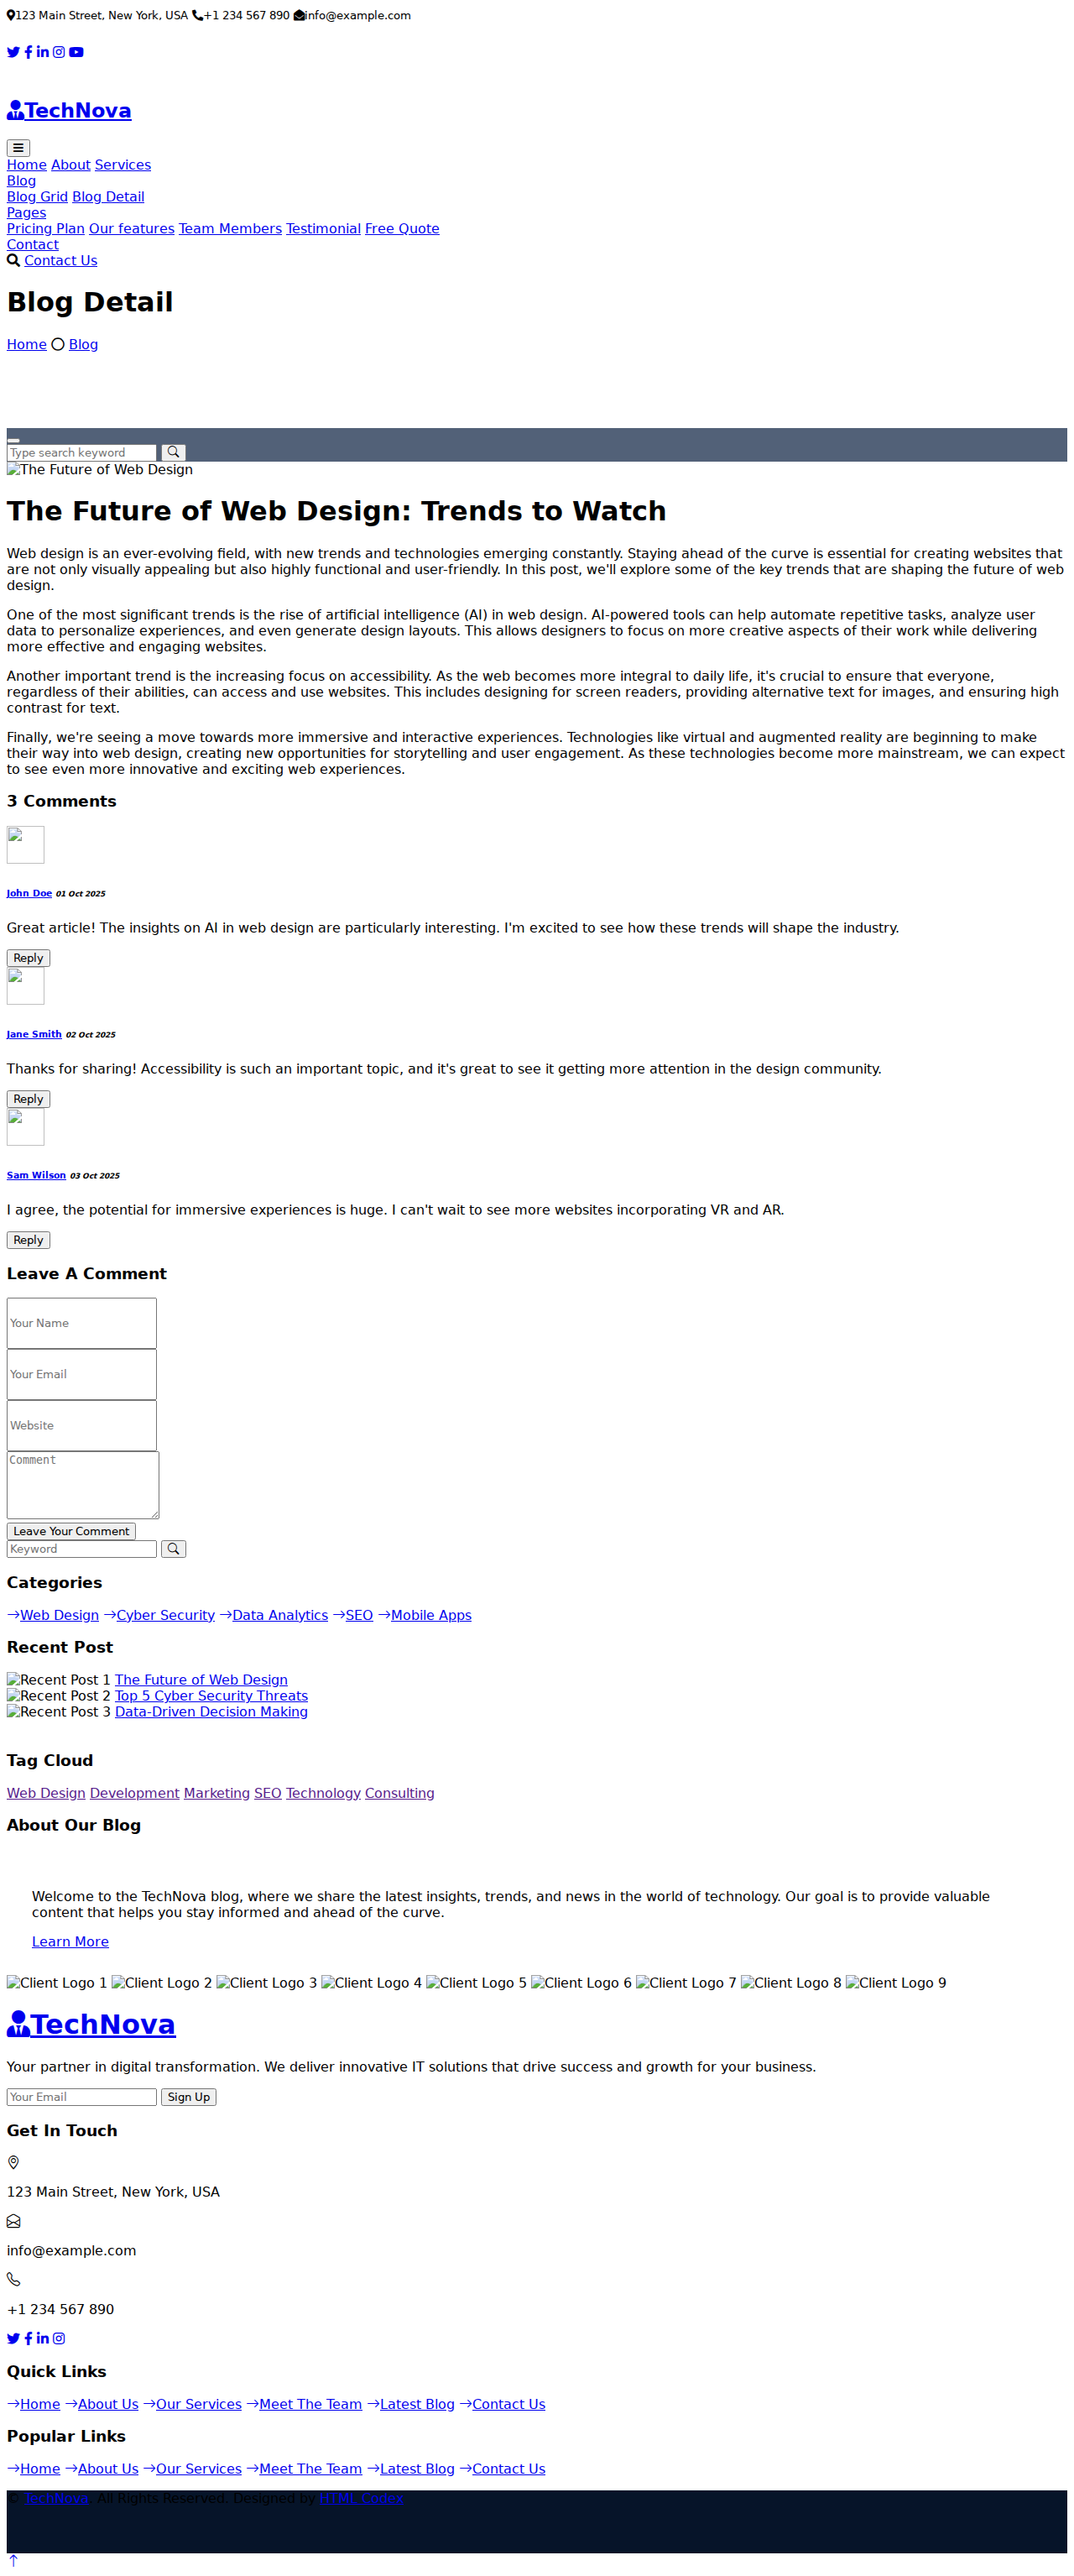 123 Main Street, New York, USA +1 234 567 890 info@example.com
TechNova
Home About Services
Blog
Blog Grid Blog Detail
Pages
Pricing Plan Our features Team Members Testimonial Free Quote
Contact
Contact Us
Blog Detail
Home Blog
Type search keyword
The Future of Web Design
The Future of Web Design: Trends to Watch
Web design is an ever-evolving field, with new trends and technologies emerging constantly. Staying ahead of the curve is essential for creating websites that
are not only visually appealing but also highly functional and user-friendly. In this post, we'll explore some of the key trends that are shaping the future of web
design.
One of the most significant trends is the rise of artificial intelligence (AI) in web design. AI-powered tools can help automate repetitive tasks, analyze user
data to personalize experiences, and even generate design layouts. This allows designers to focus on more creative aspects of their work while delivering
more effective and engaging websites.
Another important trend is the increasing focus on accessibility. As the web becomes more integral to daily life, it's crucial to ensure that everyone,
regardless of their abilities, can access and use websites. This includes designing for screen readers, providing alternative text for images, and ensuring high
contrast for text.
Finally, we're seeing a move towards more immersive and interactive experiences. Technologies like virtual and augmented reality are beginning to make
their way into web design, creating new opportunities for storytelling and user engagement. As these technologies become more mainstream, we can expect
to see even more innovative and exciting web experiences.
3 Comments
John Doe 01 Oct 2025
Great article! The insights on AI in web design are particularly interesting. I'm excited to see how these trends will shape the industry.
Reply
Jane Smith 02 Oct 2025
Thanks for sharing! Accessibility is such an important topic, and it's great to see it getting more attention in the design community.
Reply
Sam Wilson 03 Oct 2025
I agree, the potential for immersive experiences is huge. I can't wait to see more websites incorporating VR and AR.
Reply
Leave A Comment
Your Name
Your Email
Website
Comment
Leave Your Comment
Keyword
Categories
Web Design Cyber Security Data Analytics SEO Mobile Apps
Recent Post
Recent Post 1 The Future of Web Design
Recent Post 2 Top 5 Cyber Security Threats
Recent Post 3 Data-Driven Decision Making
Tag Cloud
Web Design Development Marketing SEO Technology Consulting
About Our Blog
Welcome to the TechNova blog, where we share the latest insights, trends, and news in the world of technology. Our goal is to provide valuable
content that helps you stay informed and ahead of the curve.
Learn More
Client Logo 1 Client Logo 2 Client Logo 3 Client Logo 4 Client Logo 5 Client Logo 6 Client Logo 7 Client Logo 8 Client Logo 9
TechNova
Your partner in digital transformation. We deliver innovative IT solutions that drive success and growth for your business.
Your Email Sign Up
Get In Touch
123 Main Street, New York, USA
info@example.com
+1 234 567 890
Quick Links
Home About Us Our Services Meet The Team Latest Blog Contact Us
Popular Links
Home About Us Our Services Meet The Team Latest Blog Contact Us
© TechNova. All Rights Reserved. Designed by HTML Codex